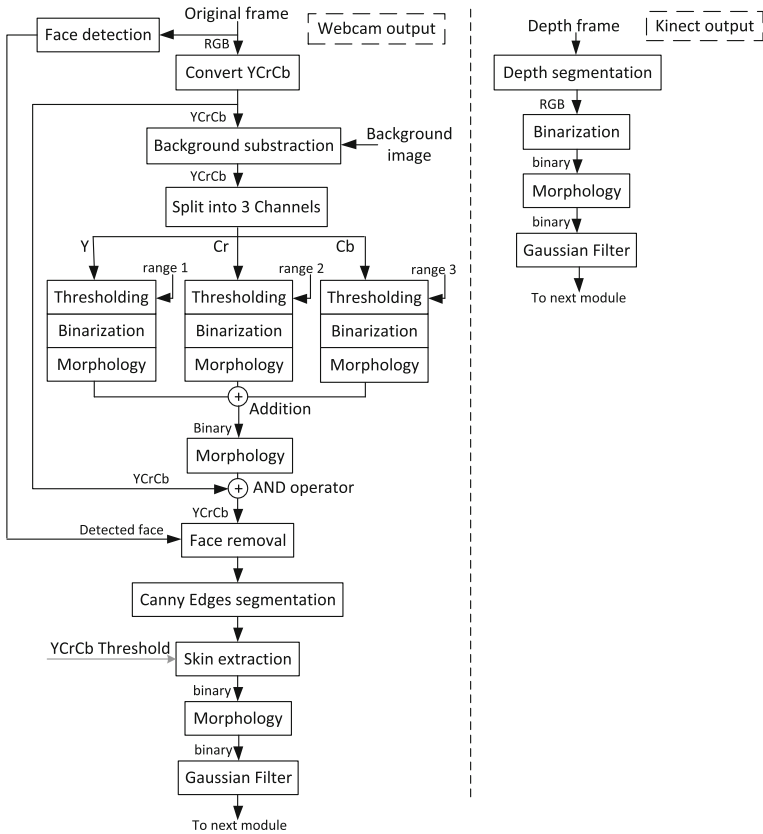 Original frame
Webcam output
Face detection
RGB
Convert YCrCb
YCrCb
Background substraction
Background
image
YCrCb
Split into 3 Channels
Y
Cr
Cb
range 1
range 2
range 3
Thresholding
Thresholding
Thresholding
Binarization
Binarization
Binarization
Morphology
Morphology
Morphology
+
Addition
Binary
Morphology
YCrCb
+
AND operator
YCrCb
Detected face
Face removal
Canny Edges segmentation
YCrCb Threshold
Skin extraction
binary
Morphology
binary
Gaussian Filter
To next module
Depth frame
Kinect output
Depth segmentation
RGB
Binarization
binary
Morphology
binary
Gaussian Filter
To next module